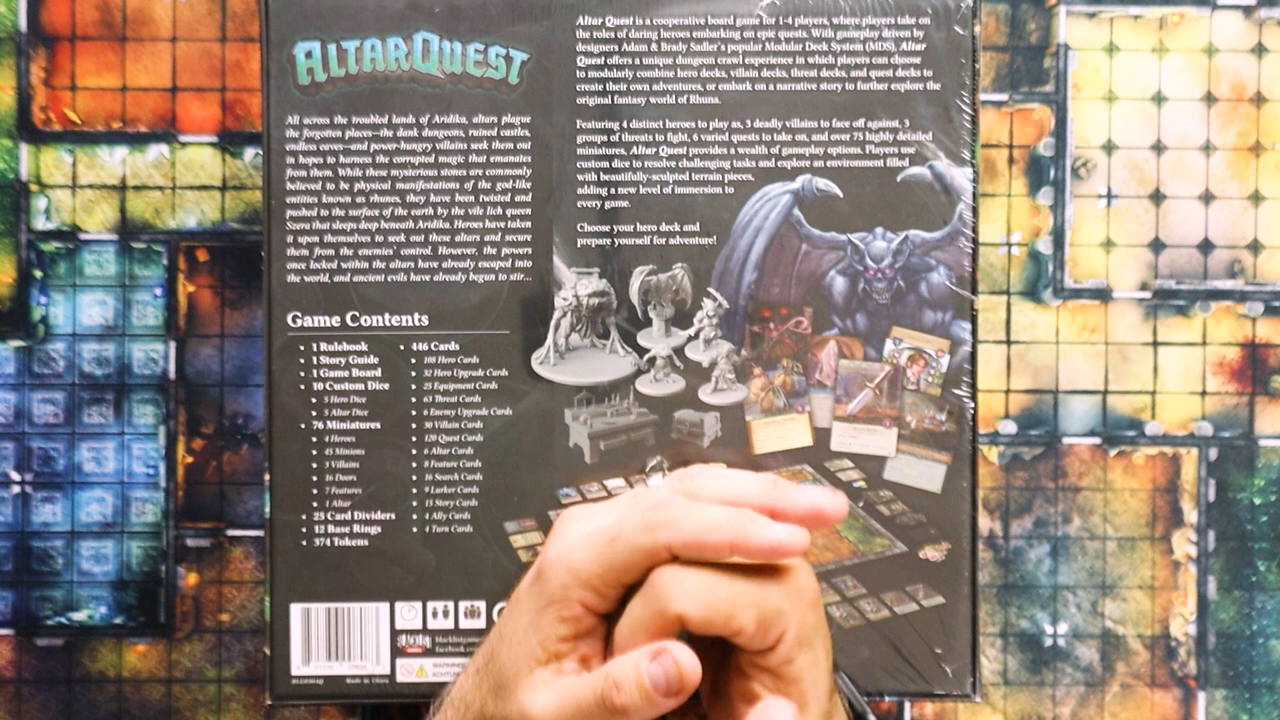 ALTARQUEST
All across the troubled lands of Aridika, altars plague
the forgotten places—the dank dungeons, ruined castles,
endless caves—and power-hungry villains seek them out
in hopes to harness the corrupted magic that emanates
from them. While these mysterious stones are commonly
believed to be physical manifestations of the god-like
entities known as rhunes, they have been twisted and
pushed to the surface of the earth by the vile lich queen
Szera that sleeps deep beneath Aridika. Heroes have taken
it upon themselves to seek out these altars and secure
them from the enemies' control. However, the powers
once locked within the altars have already escaped into
the world, and ancient evils have already begun to stir...
Altar Quest is a cooperative board game for 1-4 players, where players take on
the roles of daring heroes embarking on epic quests. With gameplay driven by
designers Adam & Brady Sadler's popular Modular Deck System (MDS), Altar
Quest offers a unique dungeon crawl experience in which players can choose
to modularly combine hero decks, villain decks, threat decks, and quest decks to
create their own adventures, or embark on a narrative story to further explore the
original fantasy world of Rhuna.
Featuring 4 distinct heroes to play as, 3 deadly villains to face off against, 3
groups of threats to fight, 6 varied quests to take on, and over 75 highly detailed
miniatures, Altar Quest provides a wealth of gameplay options. Players use
custom dice to resolve challenging tasks and explore an environment filled
with beautifully-sculpted terrain pieces,
adding a new level of immersion to
every game.
Choose your hero deck and
prepare yourself for adventure!
Game Contents
• 1 Rulebook
• 1 Story Guide
• 1 Game Board
• 10 Custom Dice
5 Hero Dice
5 Altar Dice
• 76 Miniatures
4 Heroes
45 Minions
3 Villains
16 Doors
7 Features
1 Altar
• 25 Card Dividers
• 12 Base Rings
• 374 Tokens
• 446 Cards
108 Hero Cards
32 Hero Upgrade Cards
25 Equipment Cards
63 Threat Cards
6 Enemy Upgrade Cards
30 Villain Cards
120 Quest Cards
6 Altar Cards
8 Feature Cards
16 Search Cards
9 Lurker Cards
15 Story Cards
4 Ally Cards
4 Turn Cards
blacklistgames
facebook.co
WARNING
ACHTUN
Made in China